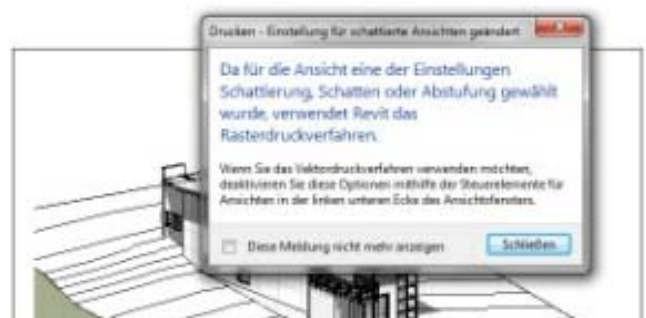 Drucken - Einstellung für schattierte Ansichten geändert
Da für die Ansicht eine der Einstellungen
Schattierung, Schatten oder Abstufung gewählt
wurde, verwendet Revit das
Rasterdruckverfahren.
Wenn Sie das Vektordruckverfahren verwenden möchten,
deaktivieren Sie diese Optionen mithilfe der Steuerelemente für
Ansichten in der linken unteren Ecke des Ansichtsfensters.
Diese Meldung nicht mehr anzeigen
Schließen